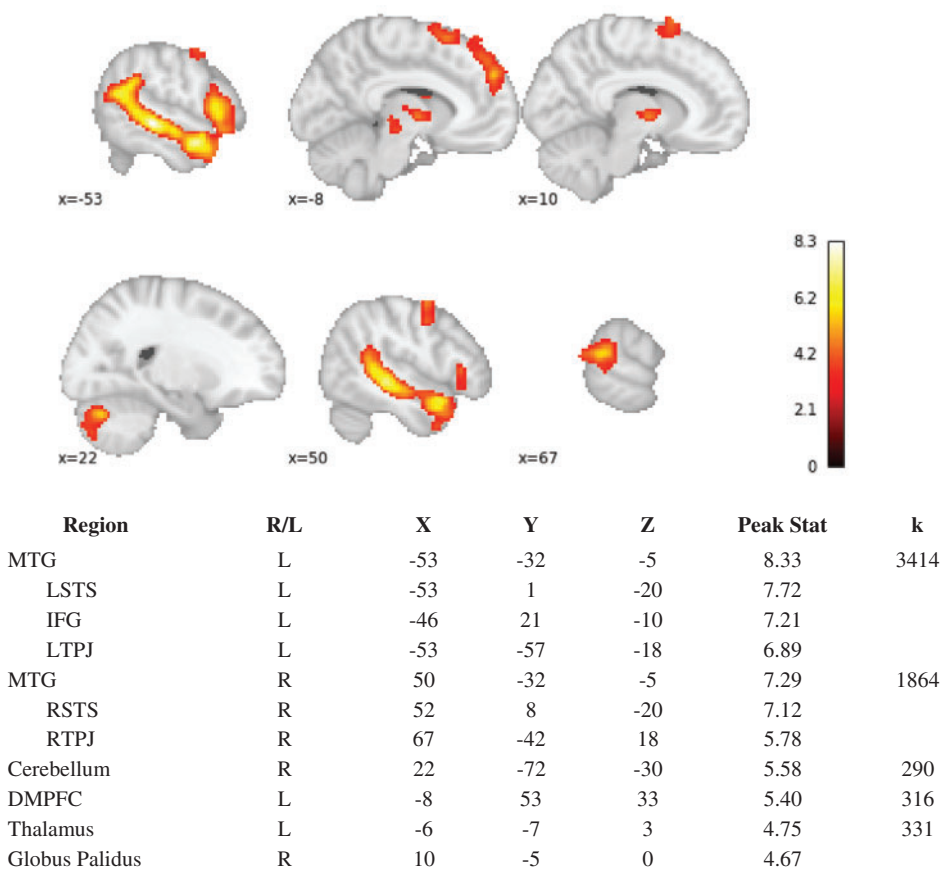 x=-53 x=-8 x=10
8.3
6.2
4.2
2.1
0
x=22 x=50 x=67
Region R/L X Y Z Peak Stat k
MTG L -53 -32 -5 8.33 3414
LSTS L -53 1 -20 7.72
IFG L -46 21 -10 7.21
LTPJ L -53 -57 -18 6.89
MTG R 50 -32 -5 7.29 1864
RSTS R 52 8 -20 7.12
RTPJ R 67 -42 18 5.78
Cerebellum R 22 -72 -30 5.58 290
DMPFC L -8 53 33 5.40 316
Thalamus L -6 -7 3 4.75 331
Globus Palidus R 10 -5 0 4.67